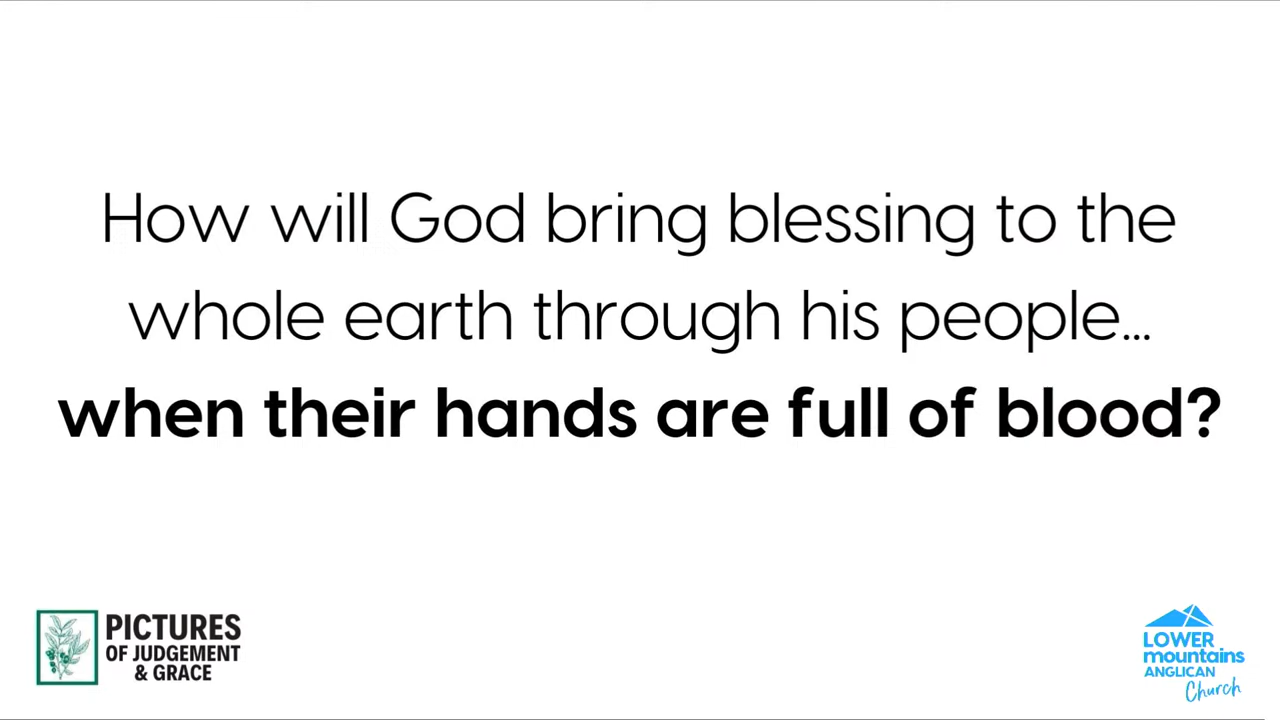 How will God bring blessing to the
whole earth through his people...
when their hands are full of blood?
PICTURES
OF JUDGEMENT
& GRACE
LOWER
mountains
ANGLICAN
Church